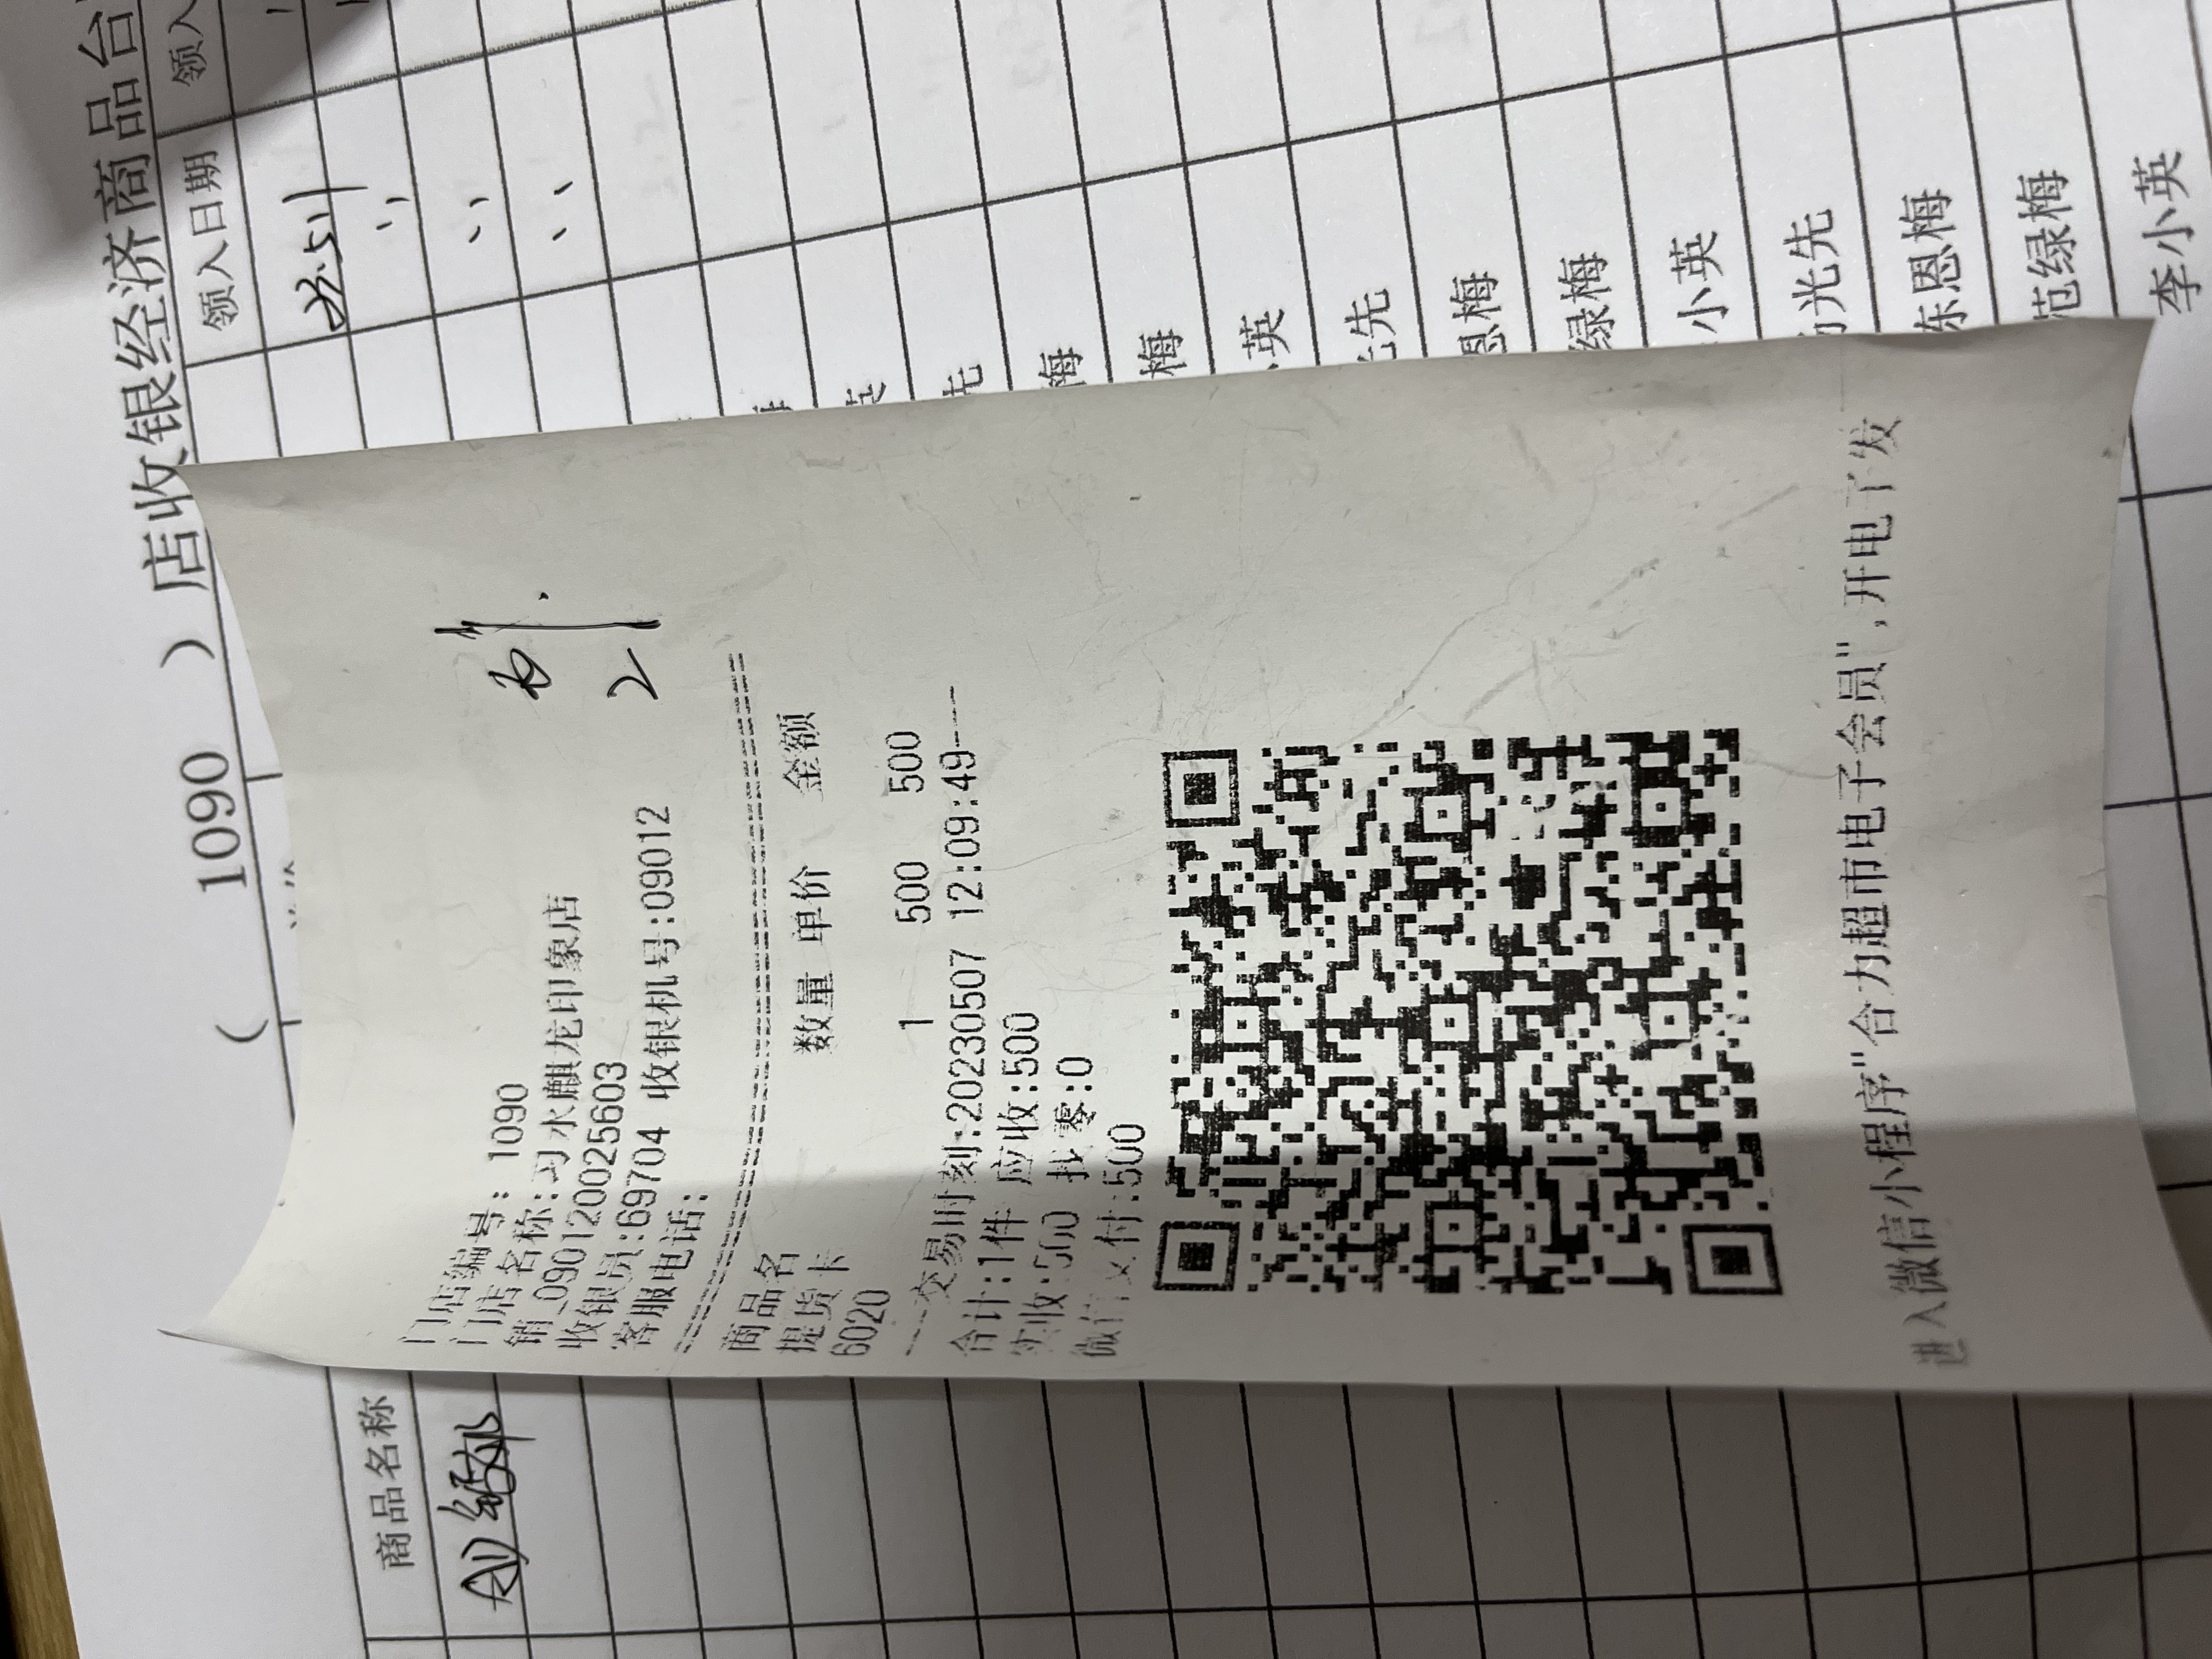 （ 1090 ）店收银经济商品台
商品名称
领入日期
领入
门店编号: 1090
门店名称:习水麒龙印象店
销_0901200025603
收银员:69704 收银机号:09012
客服电话:
商品名 数量 单价 金额
提货卡
6020 1 500 500
----交易时刻:20230507 12:09:49----
合计:1件 应收:500
实收:500 找零:0
微信支付:500
进入微信小程序"合力超市电子会员",开电子发
梅
英
先
恩梅
绿梅
小英
光先
东恩梅
范绿梅
李小英